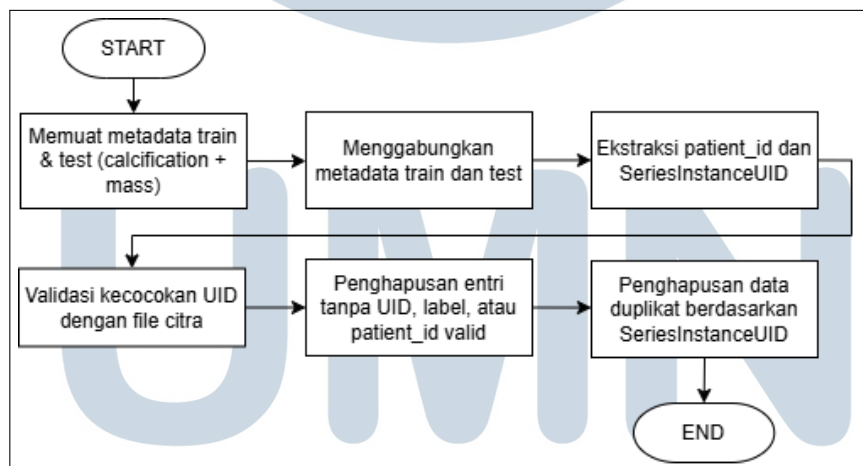 START
Memuat metadata train
& test (calcification +
mass)
Menggabungkan
metadata train dan test
Ekstraksi patient_id dan
SeriesInstanceUID
Validasi kecocokan UID
dengan file citra
Penghapusan entri
tanpa UID, label, atau
patient_id valid
Penghapusan data
duplikat berdasarkan
SeriesInstanceUID
END
UMN